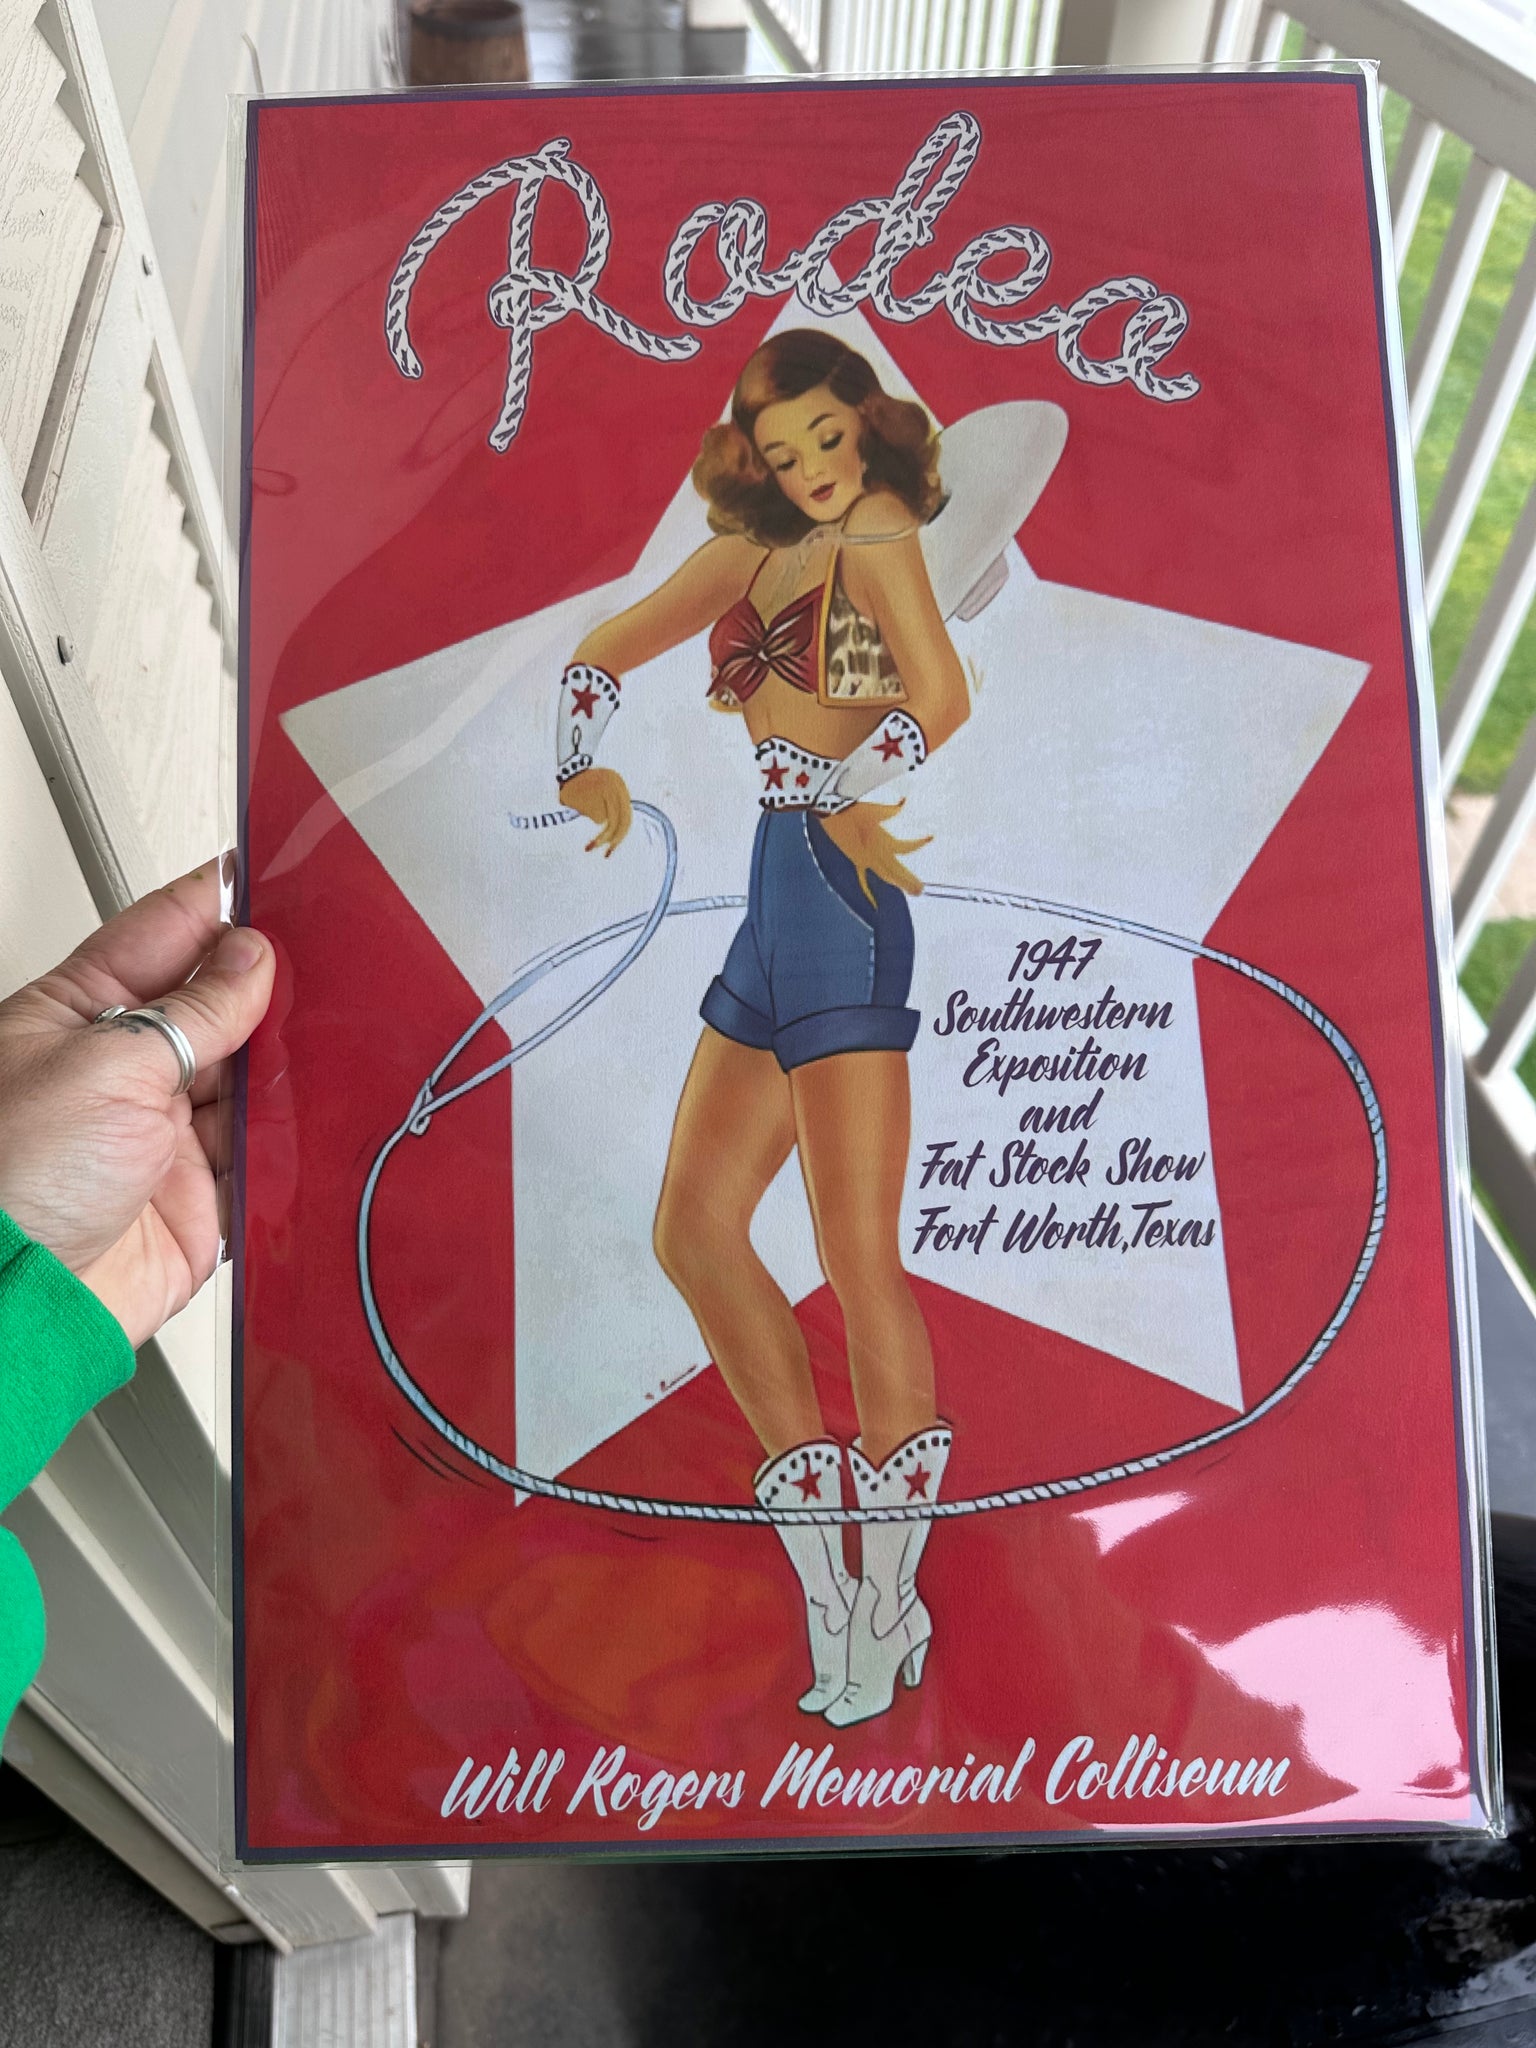 Rodeo
1947
Southwestern
Exposition
and
Fat Stock Show
Fort Worth, Texas
Will Rogers Memorial Colliseum